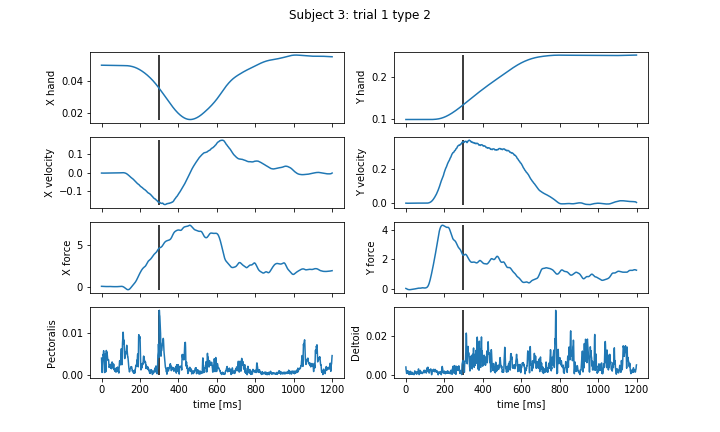 Subject 3: trial 1 type 2
X hand
0.04
0.02
Y hand
0.2
0.1
X velocity
0.1
0.0
−0.1
Y velocity
0.2
0.0
X force
5
0
Y force
4
2
0
Pectoralis
0.01
0.00
0 200 400 600 800 1000 1200
time [ms]
Deltoid
0.02
0.00
0 200 400 600 800 1000 1200
time [ms]